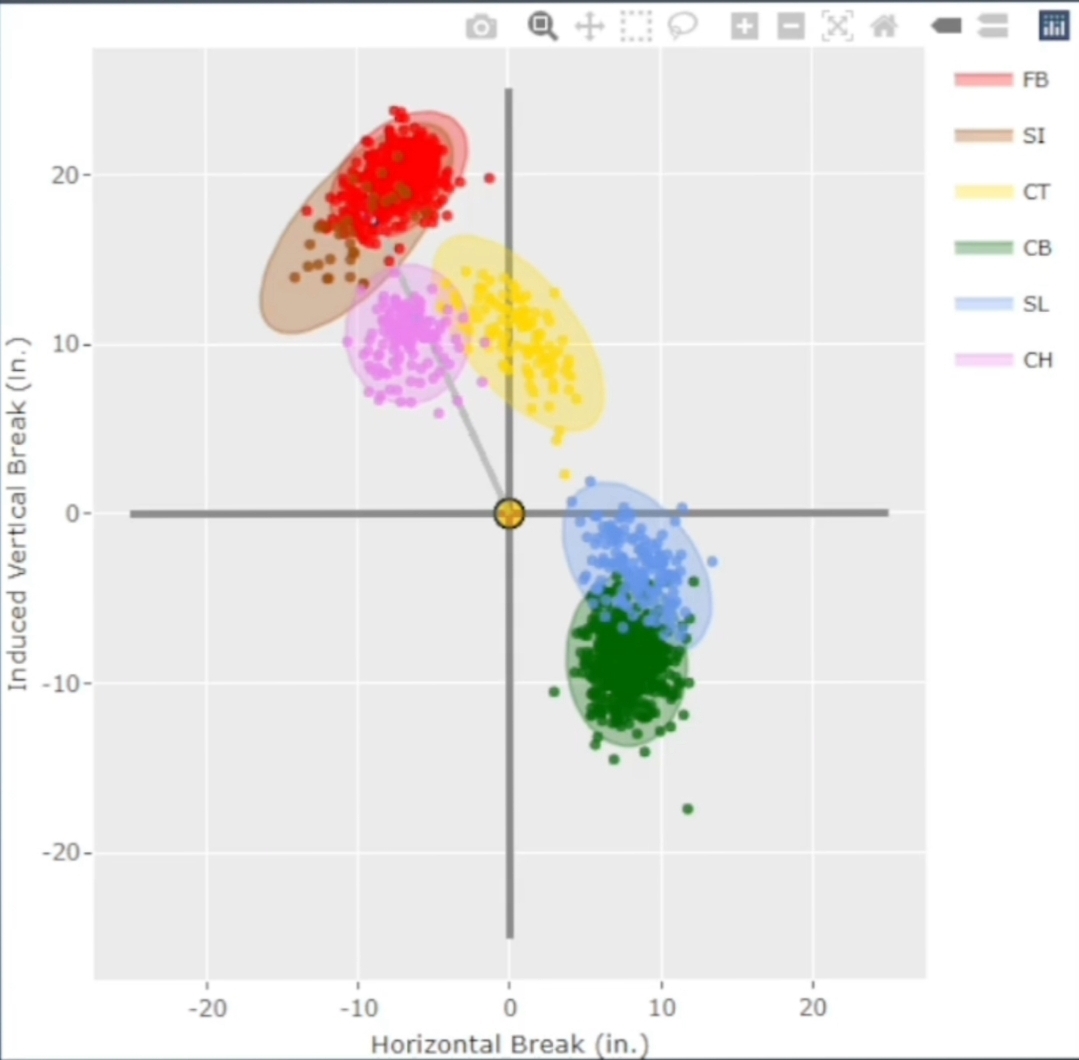 FB
SI
CT
CB
SL
CH
Induced Vertical Break (In.)
20
10
0
-10
-20
-20
-10
0
10
20
Horizontal Break (in.)